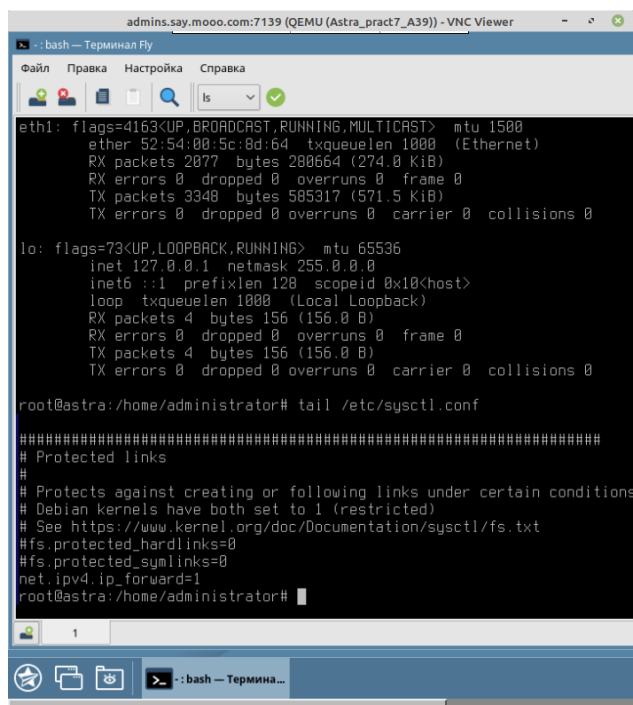 admins.say.mooo.com:7139 (QEMU (Astra_pract7_A39)) - VNC Viewer
- : bash — Терминал Fly
Файл Правка Настройка Справка
ls
eth1: flags=4163<UP,BROADCAST,RUNNING,MULTICAST>  mtu 1500
        ether 52:54:00:5c:8d:64  txqueuelen 1000  (Ethernet)
        RX packets 2077  bytes 280664 (274.0 KiB)
        RX errors 0  dropped 0  overruns 0  frame 0
        TX packets 3348  bytes 585317 (571.5 KiB)
        TX errors 0  dropped 0 overruns 0  carrier 0  collisions 0
lo: flags=73<UP,LOOPBACK,RUNNING>  mtu 65536
        inet 127.0.0.1  netmask 255.0.0.0
        inet6 ::1  prefixlen 128  scopeid 0x10<host>
        loop  txqueuelen 1000  (Local Loopback)
        RX packets 4  bytes 156 (156.0 B)
        RX errors 0  dropped 0  overruns 0  frame 0
        TX packets 4  bytes 156 (156.0 B)
        TX errors 0  dropped 0 overruns 0  carrier 0  collisions 0
root@astra:/home/administrator# tail /etc/sysctl.conf
###################################################################
# Protected links
#
# Protects against creating or following links under certain conditions
# Debian kernels have both set to 1 (restricted)
# See https://www.kernel.org/doc/Documentation/sysctl/fs.txt
#fs.protected_hardlinks=0
#fs.protected_symlinks=0
net.ipv4.ip_forward=1
root@astra:/home/administrator#
1
- : bash — Термина...